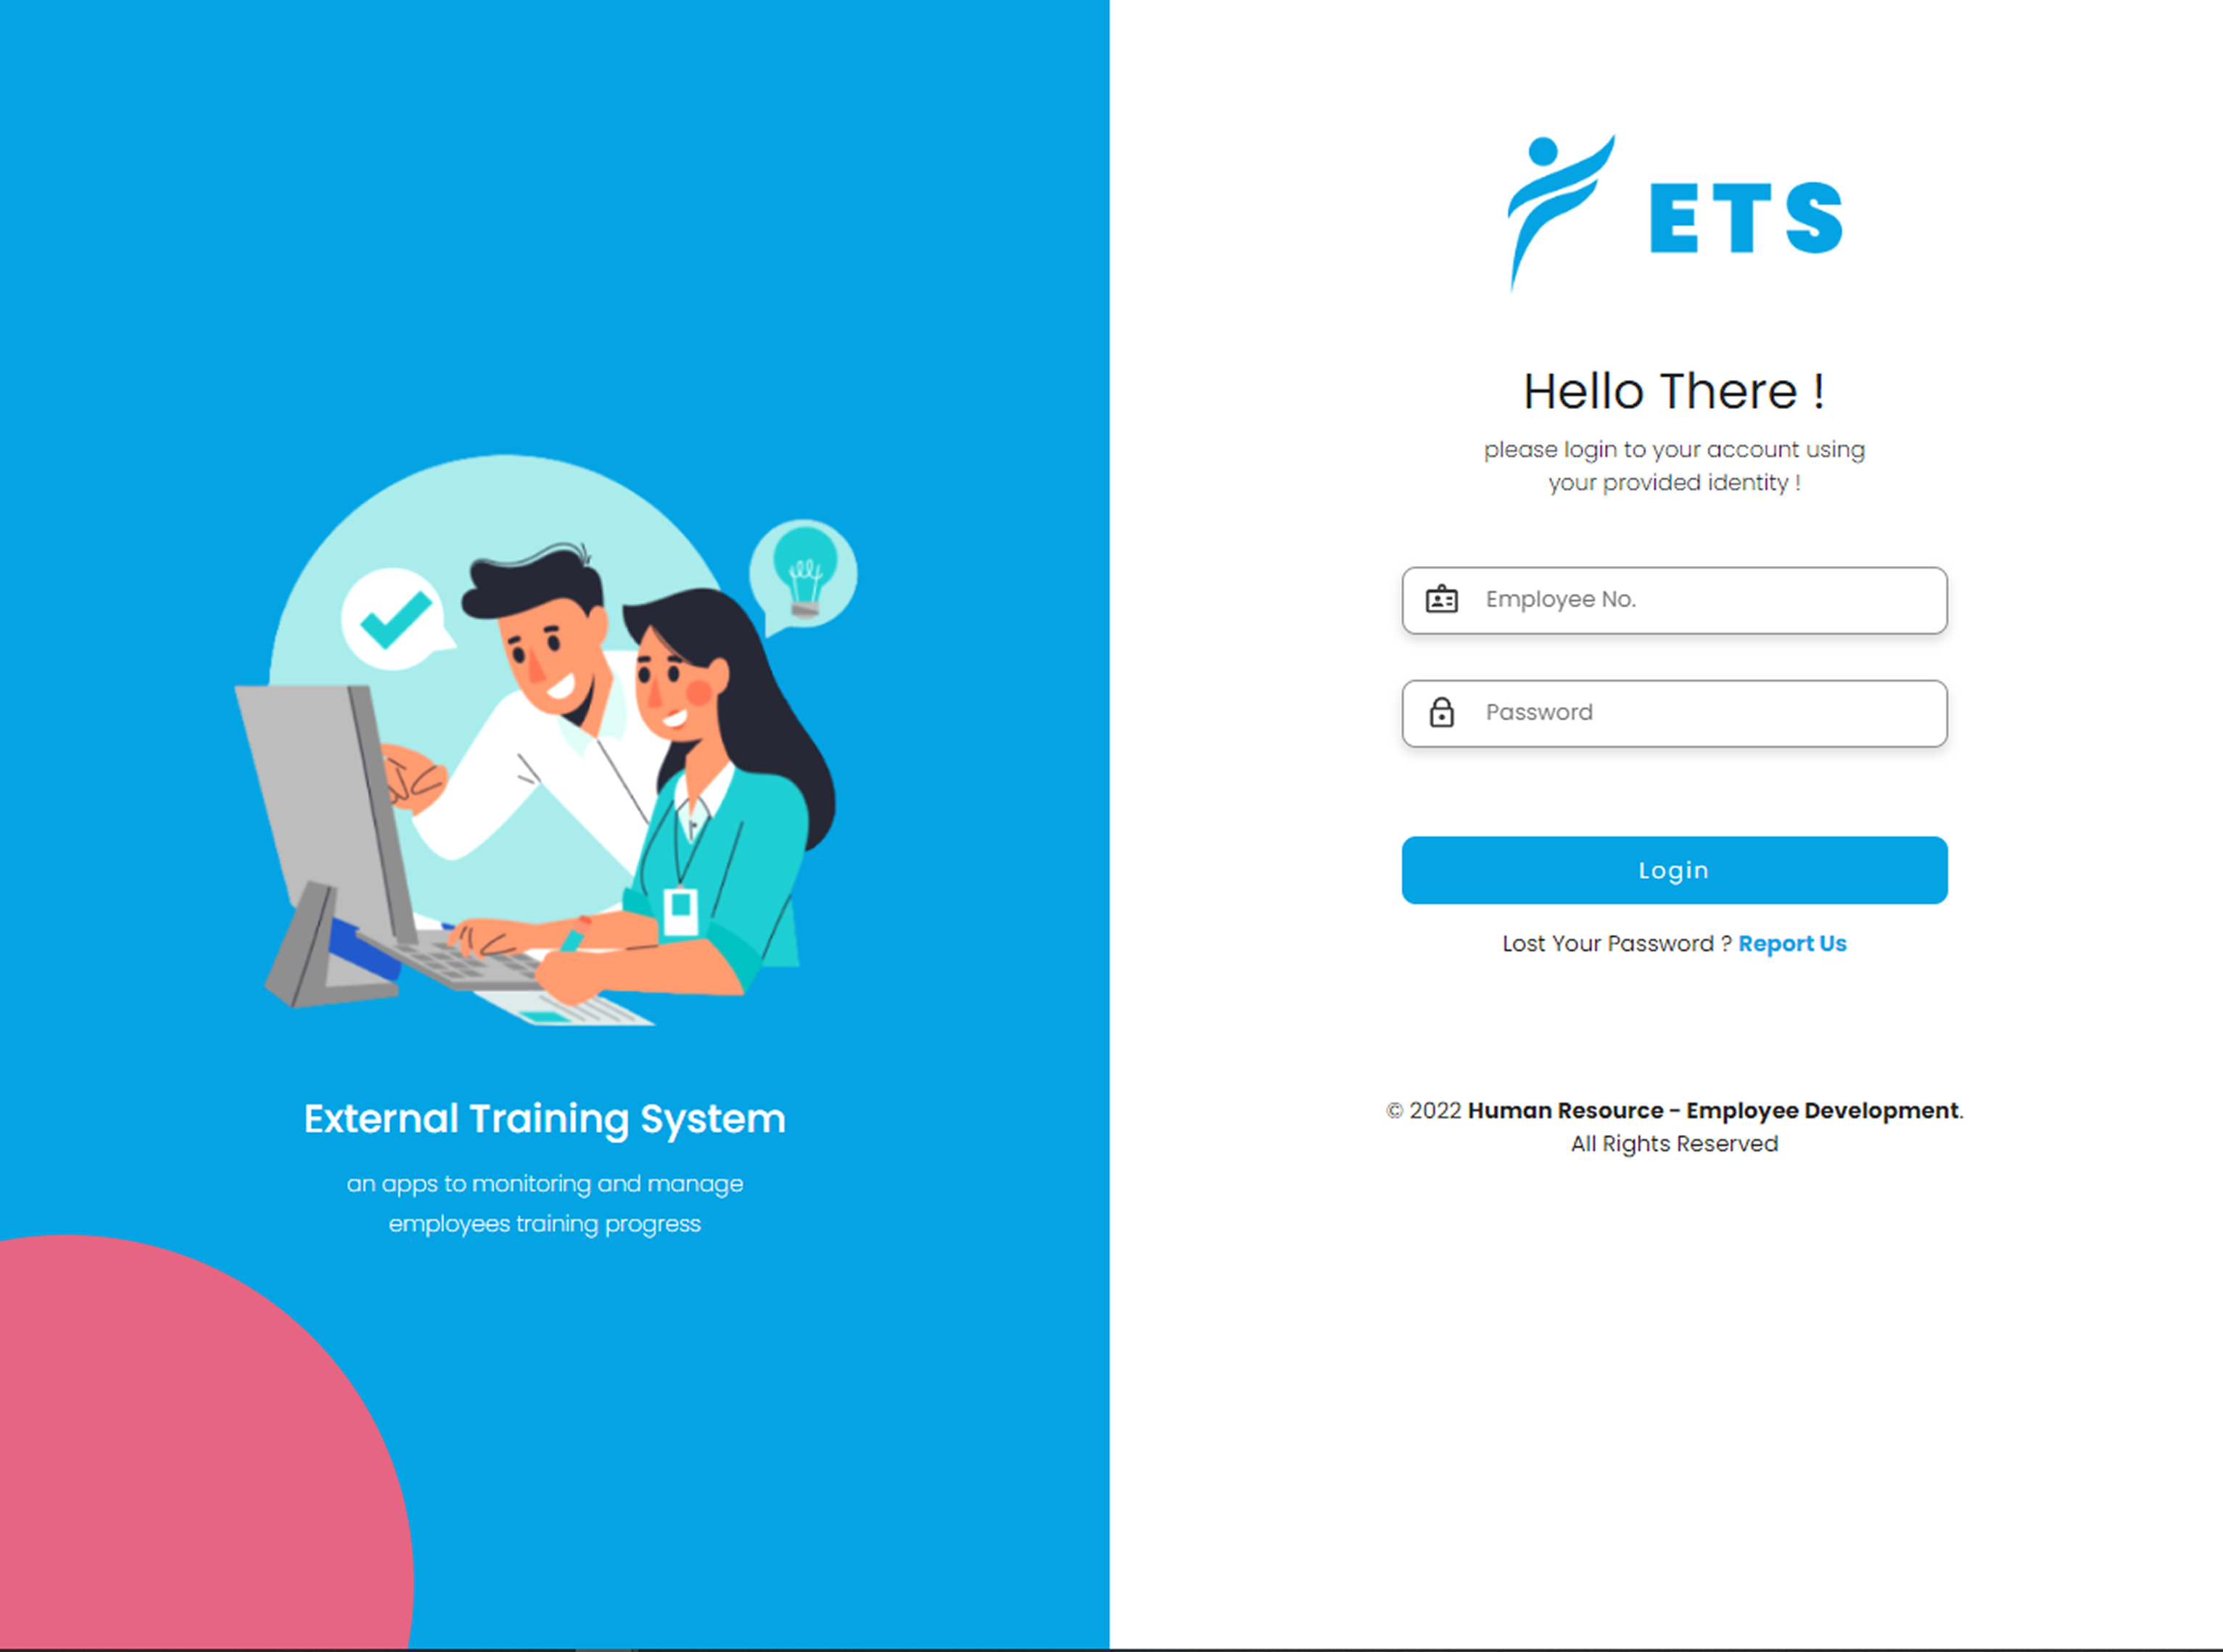 External Training System
an apps to monitoring and manage
employees training progress
ETS
Hello There !
please login to your account using
your provided identity !
Employee No.
Password
Login
Lost Your Password ? Report Us
© 2022 Human Resource - Employee Development.
All Rights Reserved